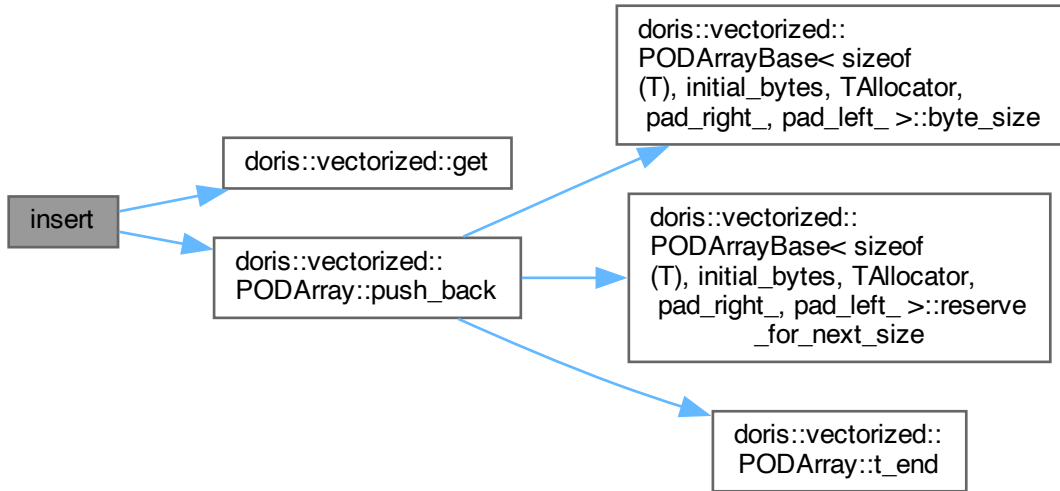 insert
doris::vectorized::get
doris::vectorized::
PODArray::push_back
doris::vectorized::
PODArrayBase< sizeof
(T), initial_bytes, TAllocator,
pad_right_, pad_left_ >::byte_size
doris::vectorized::
PODArrayBase< sizeof
(T), initial_bytes, TAllocator,
pad_right_, pad_left_ >::reserve
_for_next_size
doris::vectorized::
PODArray::t_end